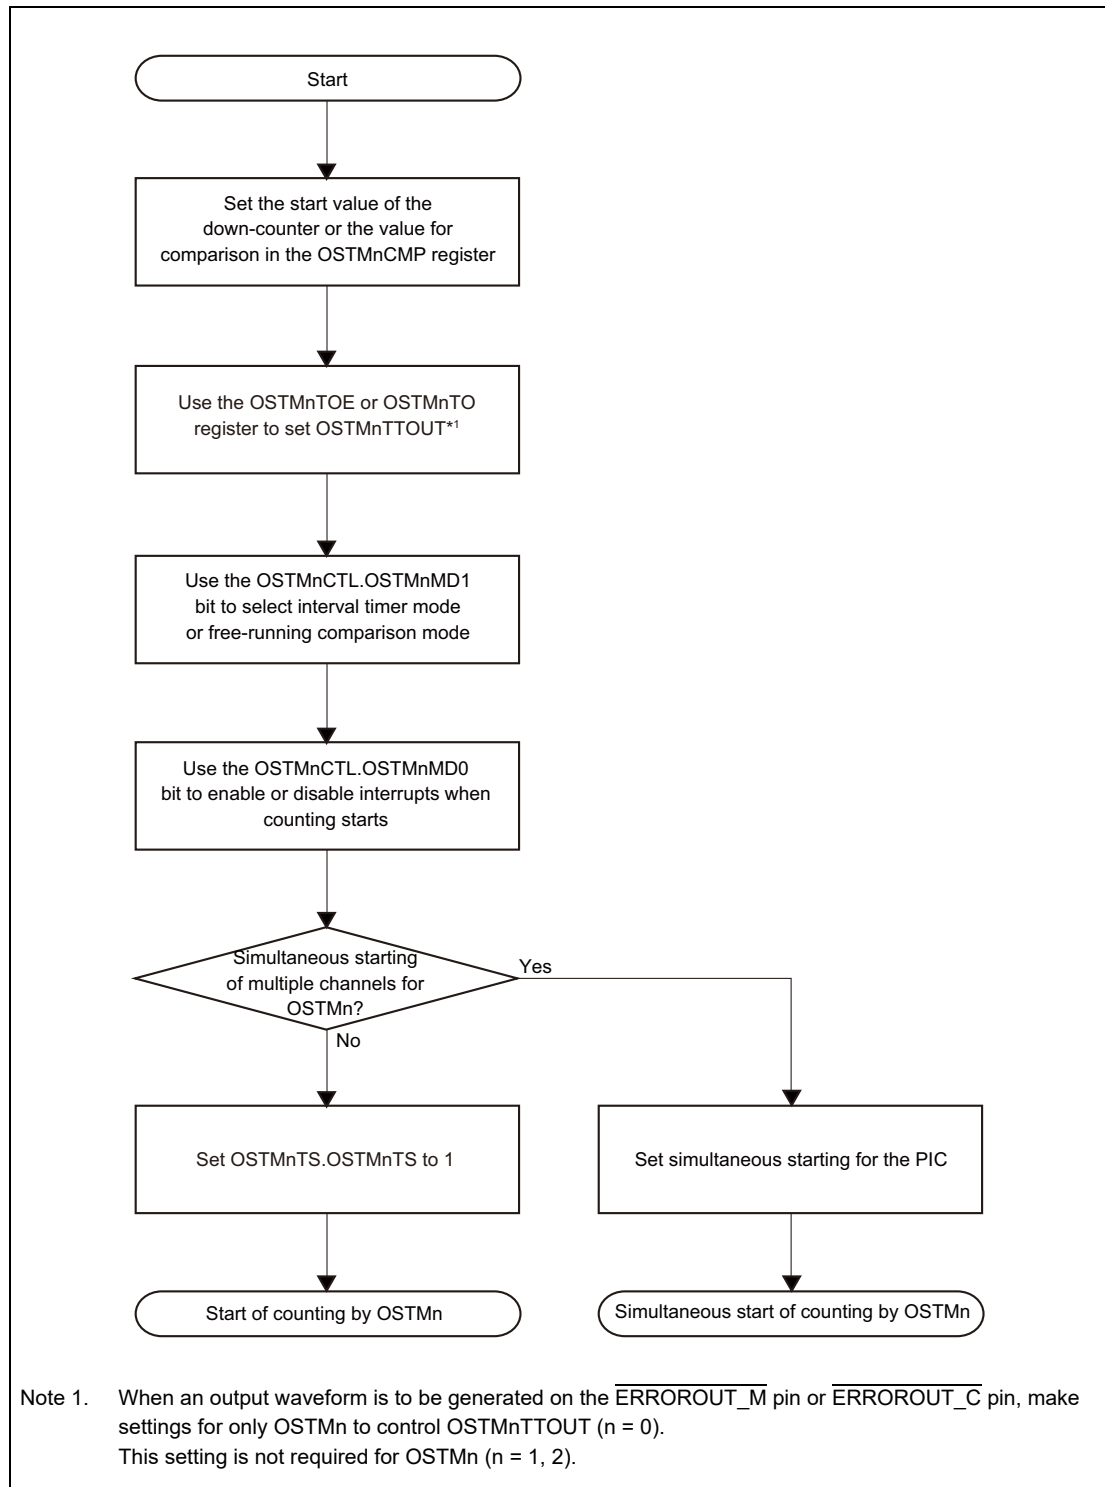 Start
Set the start value of the
down-counter or the value for
comparison in the OSTMnCMP register
Use the OSTMnTOE or OSTMnTO
register to set OSTMnTTOUT*1
Use the OSTMnCTL.OSTMnMD1
bit to select interval timer mode
or free-running comparison mode
Use the OSTMnCTL.OSTMnMD0
bit to enable or disable interrupts when
counting starts
Simultaneous starting
of multiple channels for
OSTMn?
Yes
No
Set OSTMnTS.OSTMnTS to 1
Set simultaneous starting for the PIC
Start of counting by OSTMn
Simultaneous start of counting by OSTMn
Note 1. When an output waveform is to be generated on the ERROROUT_M pin or ERROROUT_C pin, make
settings for only OSTMn to control OSTMnTTOUT (n = 0).
This setting is not required for OSTMn (n = 1, 2).